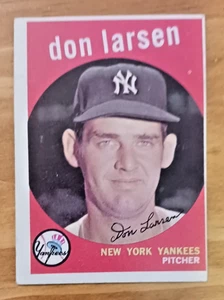 don larsen
NY
Don Larsen
Yankees
NEW YORK YANKEES
PITCHER